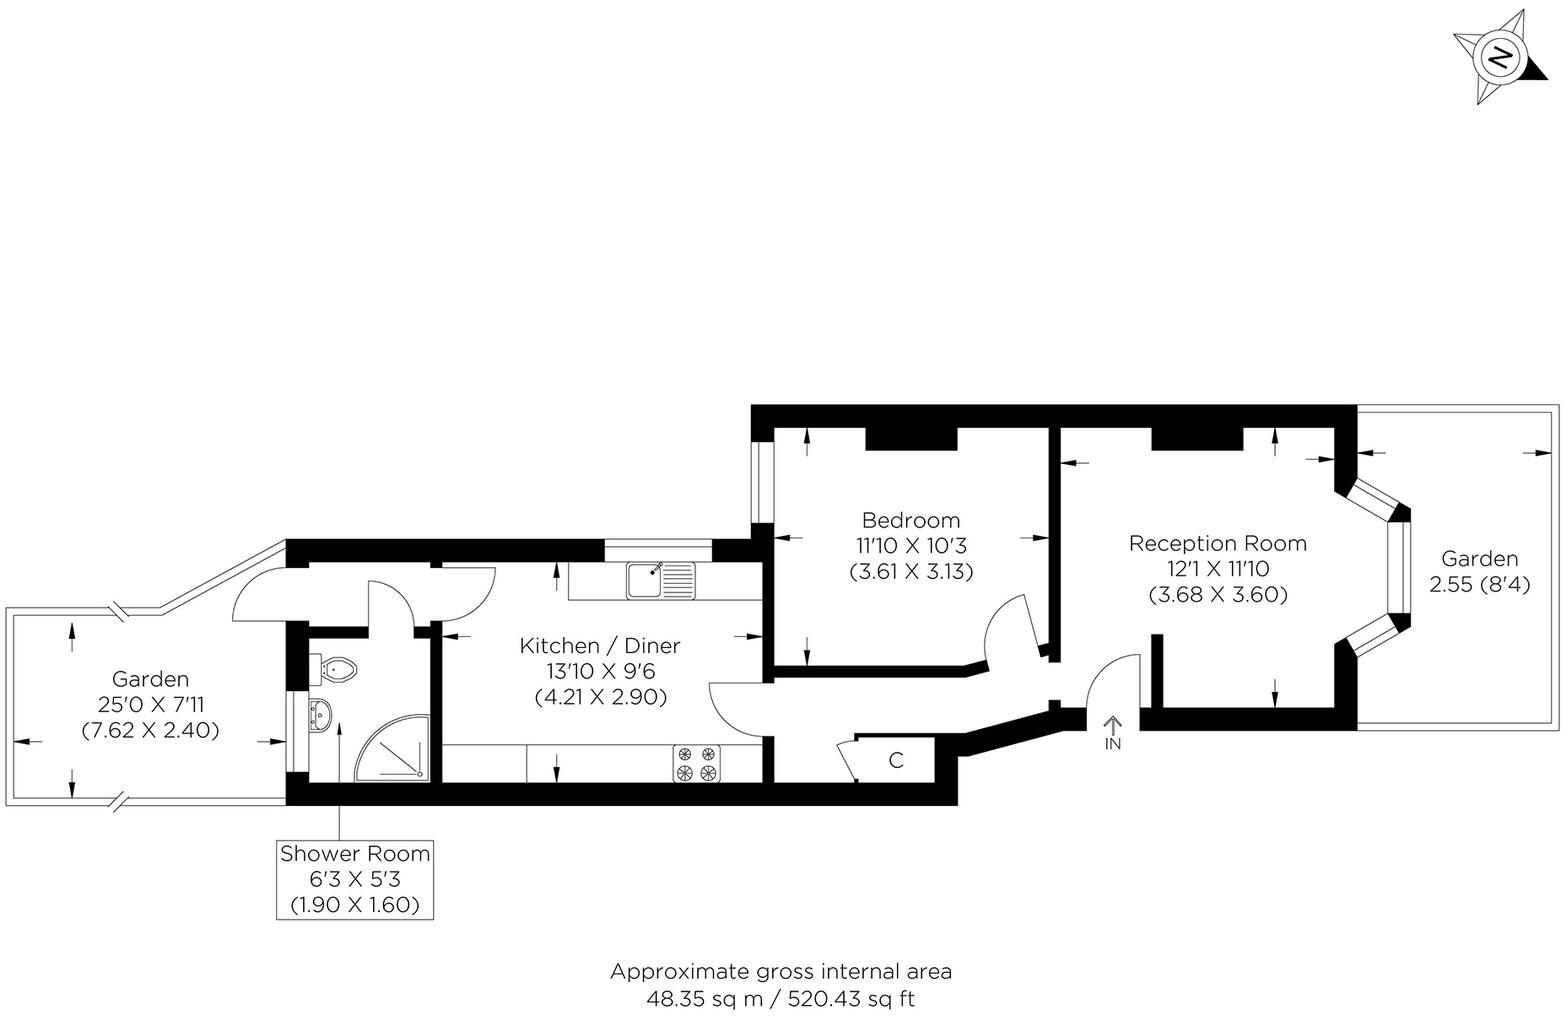 N
Bedroom
11'10 X 10'3
(3.61 X 3.13)
Reception Room
12'1 X 11'10
(3.68 X 3.60)
Garden
2.55 (8'4)
Kitchen / Diner
13'10 X 9'6
(4.21 X 2.90)
Garden
25'0 X 7'11
(7.62 X 2.40)
IN
C
Shower Room
6'3 X 5'3
(1.90 X 1.60)
Approximate gross internal area
48.35 sq m / 520.43 sq ft